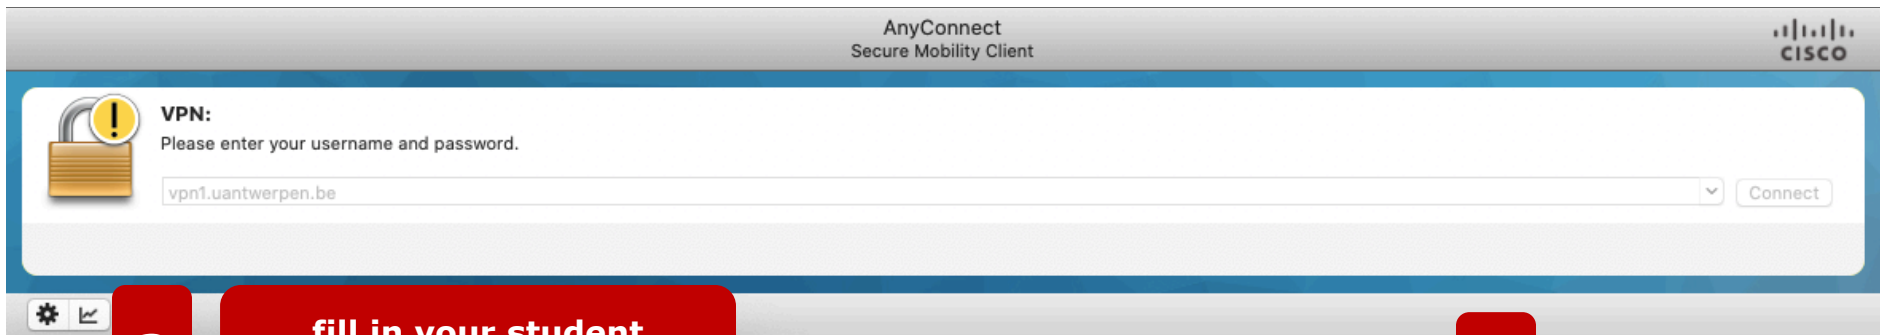 AnyConnect
Secure Mobility Client
CISCO
VPN:
Please enter your username and password.
vpn1.uantwerpen.be
Connect
fill in your student